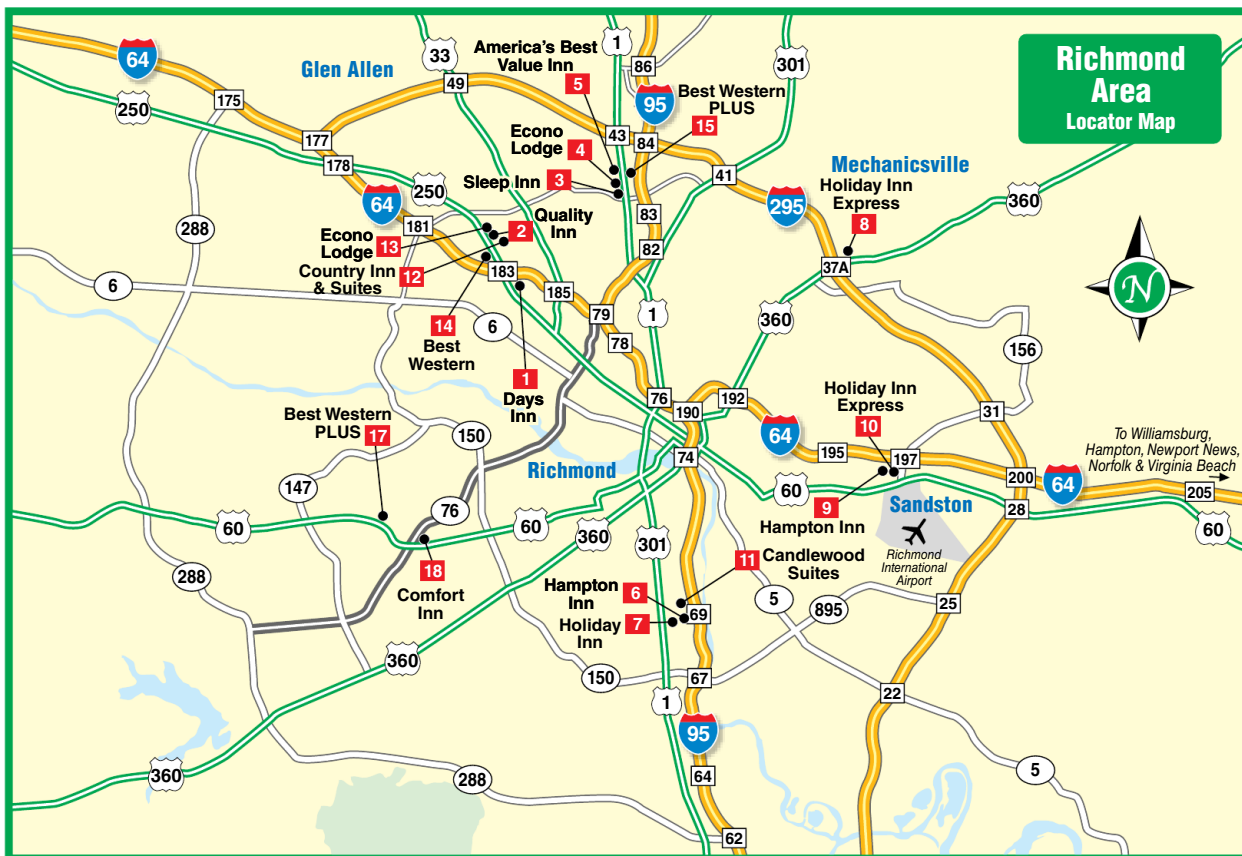 Richmond
Area
Locator Map
64
33
1
301
86
America's Best
Value Inn
5
Glen Allen
49
95
Best Western
PLUS
15
175
250
43
84
177
Econo
Lodge
4
178
41
Mechanicsville
Holiday Inn
Express
8
Sleep Inn
3
250
64
295
360
288
181
Quality
Inn
2
83
Econo
Lodge
13
82
Country Inn
& Suites
12
183
37A
N
6
185
79
1
360
6
14
Best
Western
78
156
1
Days
Inn
76
192
190
Holiday Inn
Express
10
31
Best Western
PLUS
17
150
64
To Williamsburg,
Hampton, Newport News,
Norfolk & Virginia Beach
195
197
74
Richmond
200
64
205
147
60
9
Hampton Inn
Sandston
28
76
60
60
60
360
301
Richmond
International
Airport
18
Comfort
Inn
11
Candlewood
Suites
288
Hampton
Inn
6
5
895
25
69
Holiday
Inn
7
360
150
67
22
1
95
360
288
64
5
62